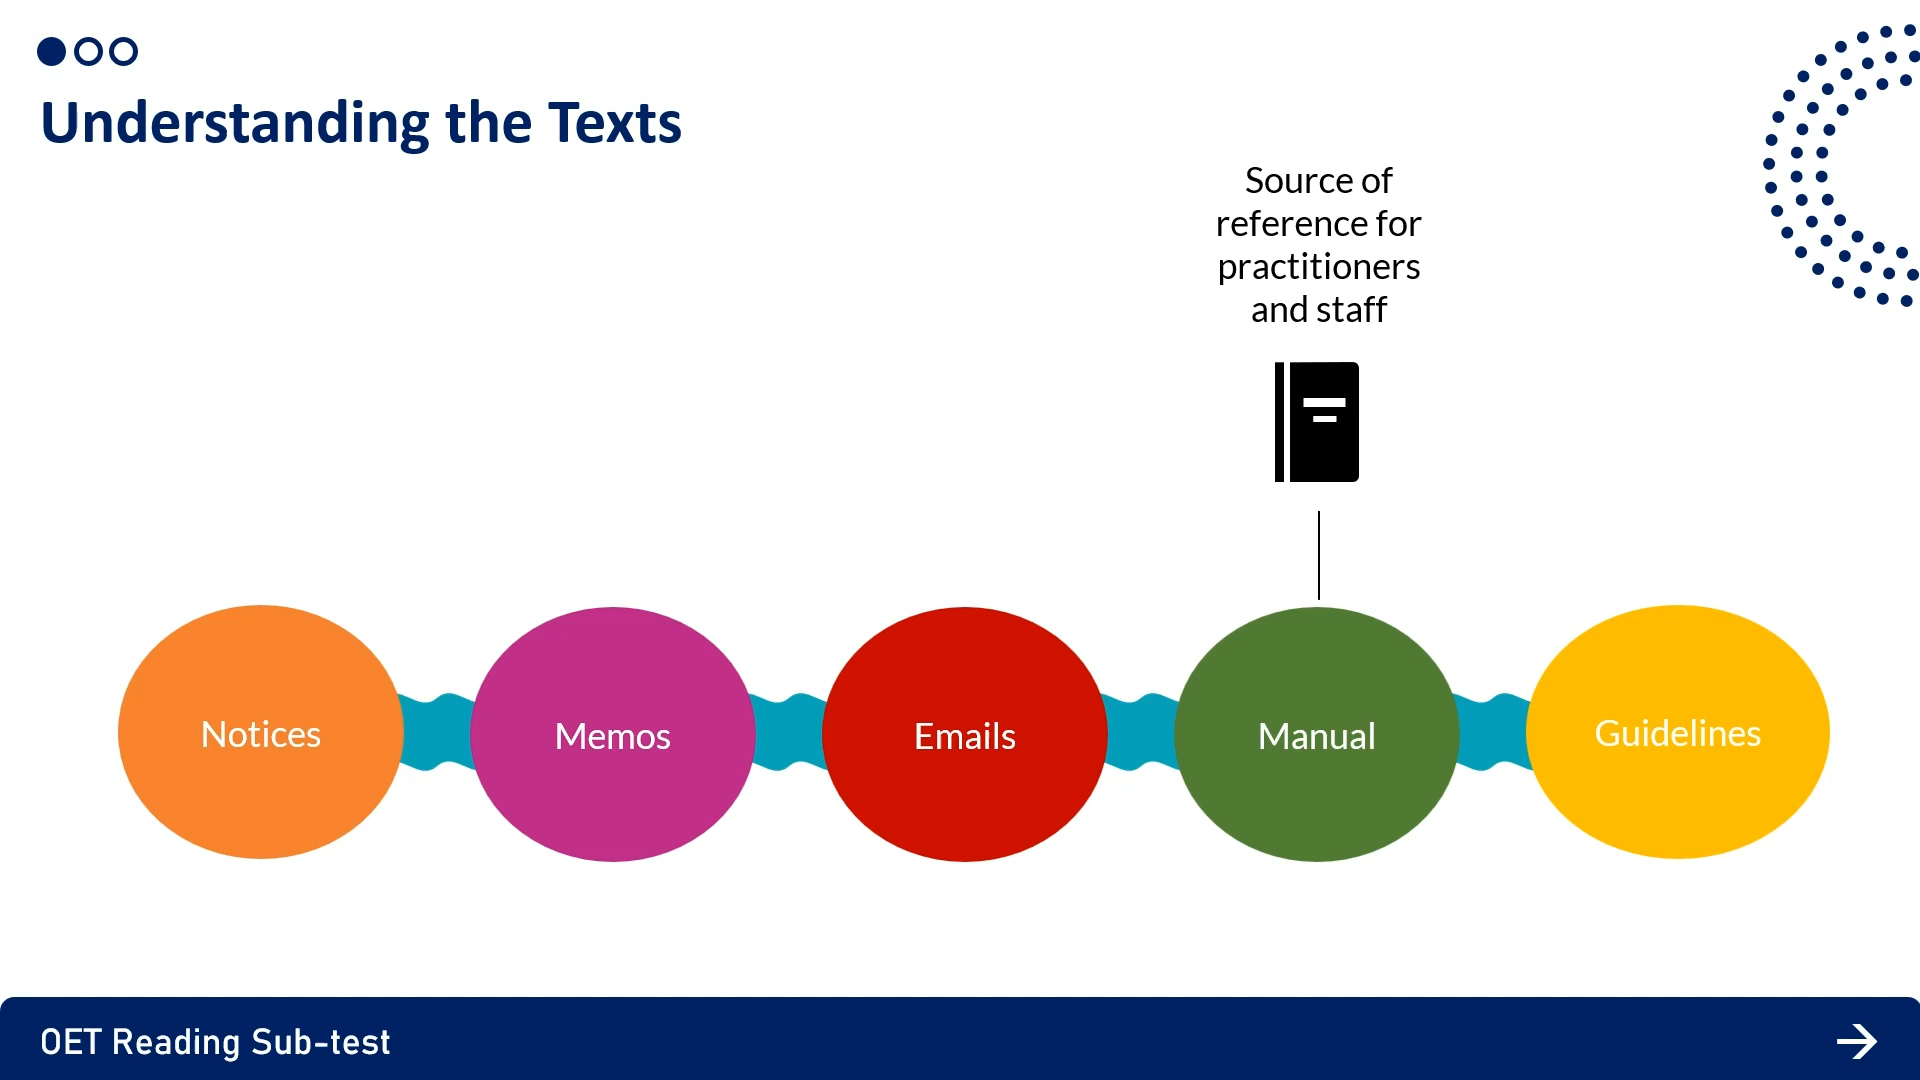 Understanding the Texts
Source of
reference for
practitioners
and staff
Notices
Memos
Emails
Manual
Guidelines
OET Reading Sub-test